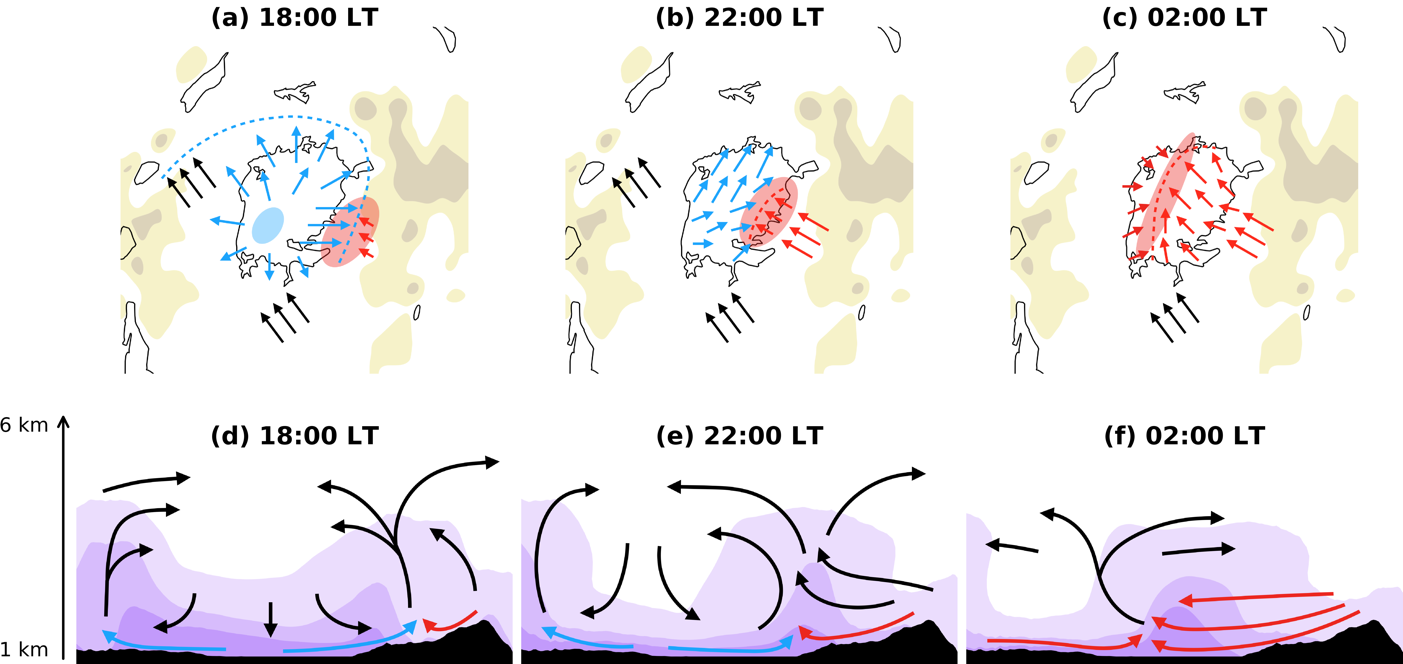 (a) 18:00 LT
(b) 22:00 LT
(c) 02:00 LT
6 km
(d) 18:00 LT
(e) 22:00 LT
(f) 02:00 LT
1 km